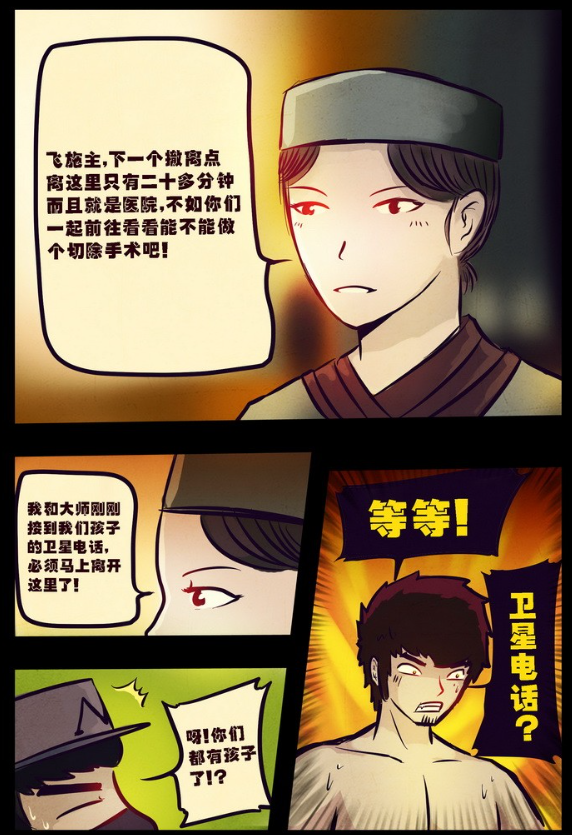 飞施主,下一个撤离点
离这里只有二十多分钟
而且就是医院,不如你们
一起前往看看能不能做
个切除手术吧!
我和大师刚刚
接到我们孩子
的卫星电话,
必须马上离开
这里了!
呀!你们
都有孩子
了!?
等等!
卫星电话?
N